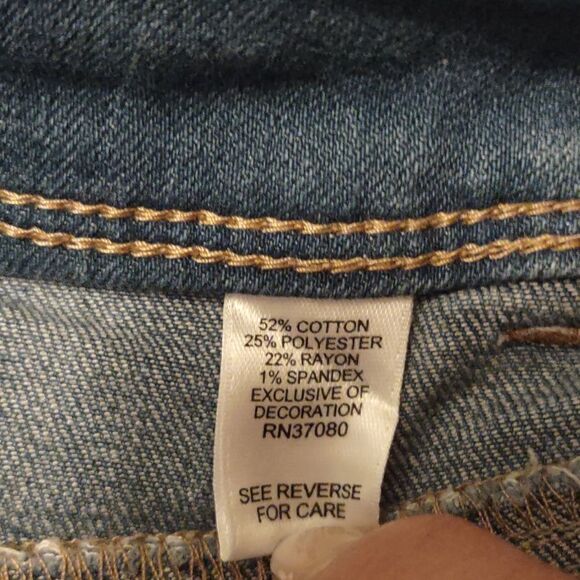 52% COTTON
25% POLYESTER
22% RAYON
1% SPANDEX
EXCLUSIVE OF
DECORATION
RN37080
SEE REVERSE
FOR CARE